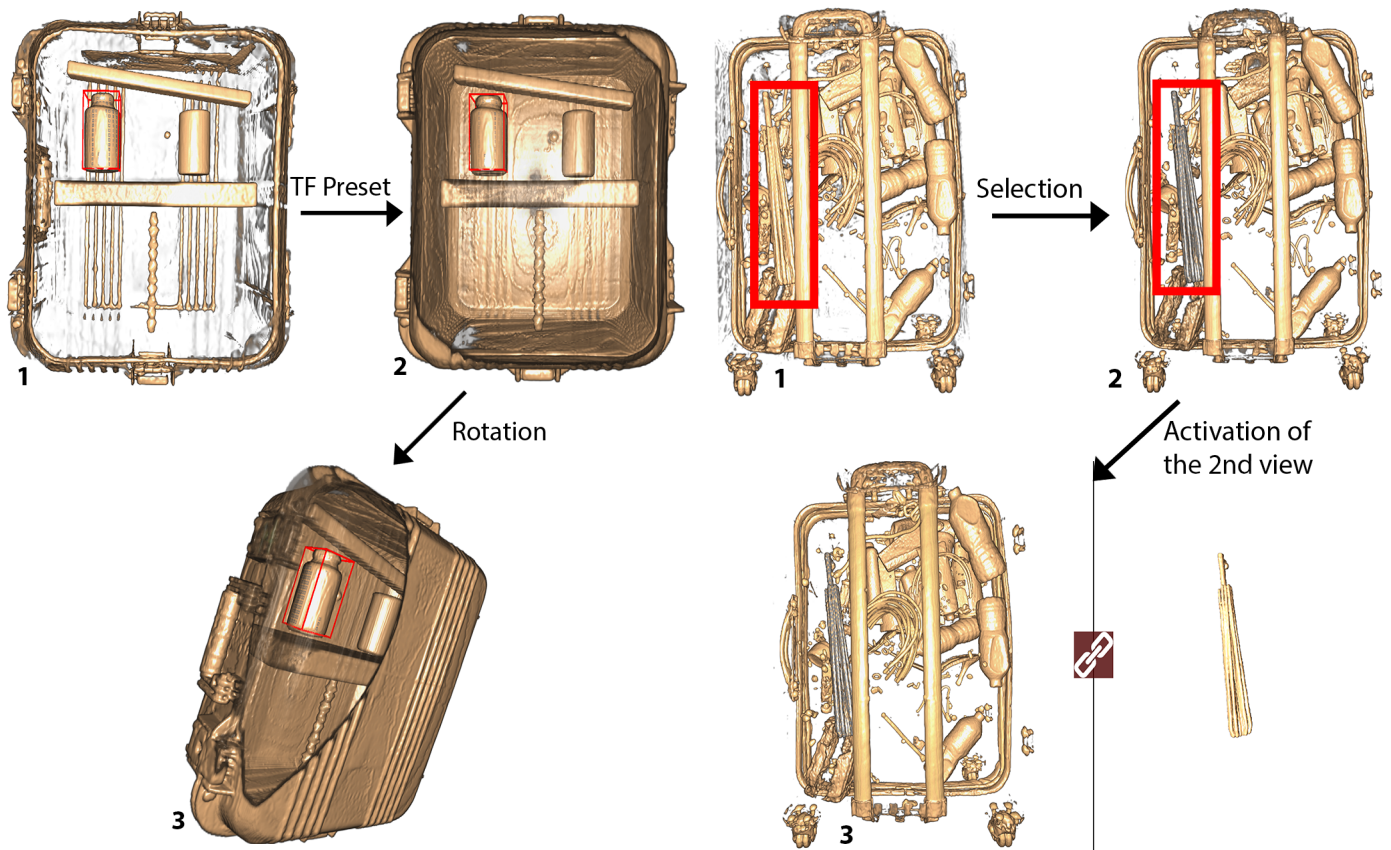 TF Preset
1
2
Rotation
3
Selection
1
2
Activation of
the 2nd view
3